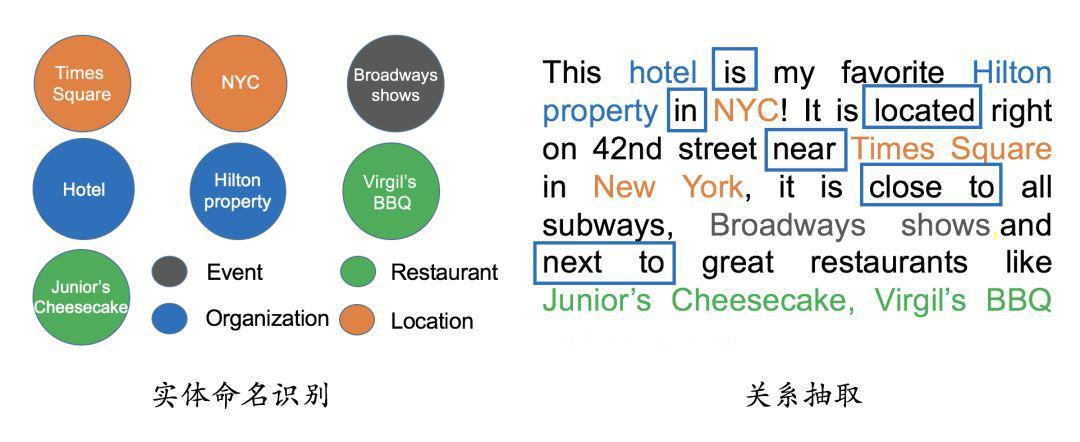 Times
Square
NYC
Broadways
shows
Hotel
Hilton
property
Virgil's
BBQ
Junior's
Cheesecake
Event
Restaurant
Organization
Location
实体命名识别
This hotel is my favorite Hilton
property in NYC! It is located right
on 42nd street near Times Square
in New York, it is close to all
subways, Broadways shows,and
next to great restaurants like
Junior's Cheesecake, Virgil's BBQ
关系抽取